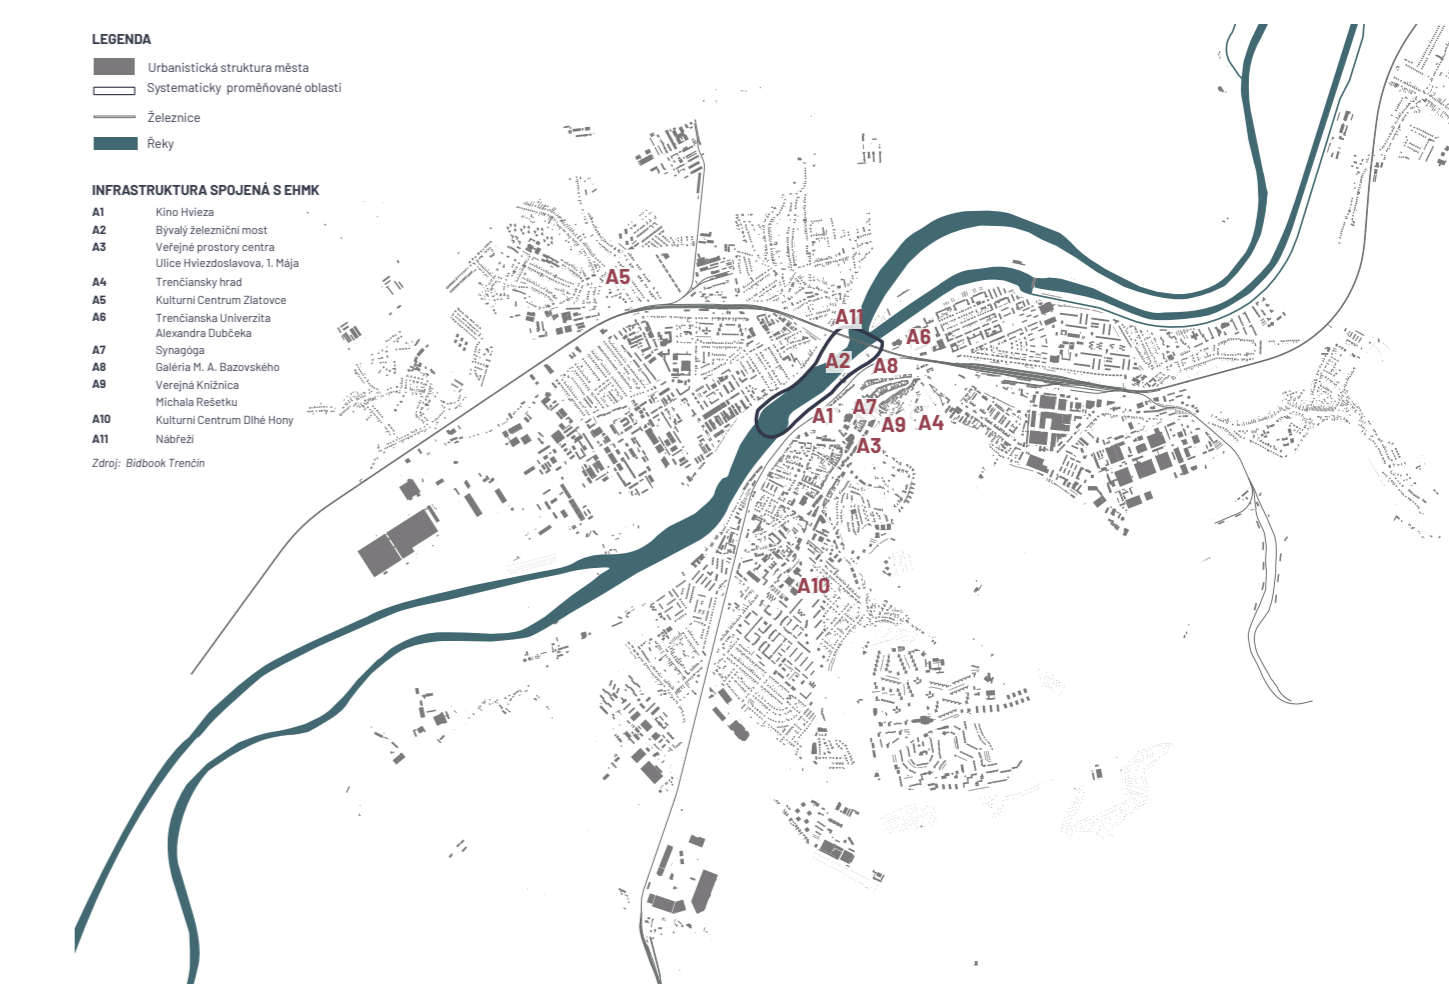 LEGENDA
Urbanistická struktura města
Systematicky proměňované oblasti
Železnice
Řeky
INFRASTRUKTURA SPOJENÁ S EHMK
A1 Kino Hvieza
A2 Bývalý železniční most
A3 Veřejné prostory centra
Ulice Hviezdoslavova, 1. Mája
A4 Trenčiansky hrad
A5 Kulturní Centrum Zlatovce
A6 Trenčianska Univerzita
Alexandra Dubčeka
A7 Synagóga
A8 Galéria M. A. Bazovského
A9 Verejná Knižnica
Michala Rešetku
A10 Kulturní Centrum Dlhé Hony
A11 Nábřeží
Zdroj: Bidbook Trenčín
A5
A11
A6
A2
A8
A1
A7
A9
A4
A3
A10